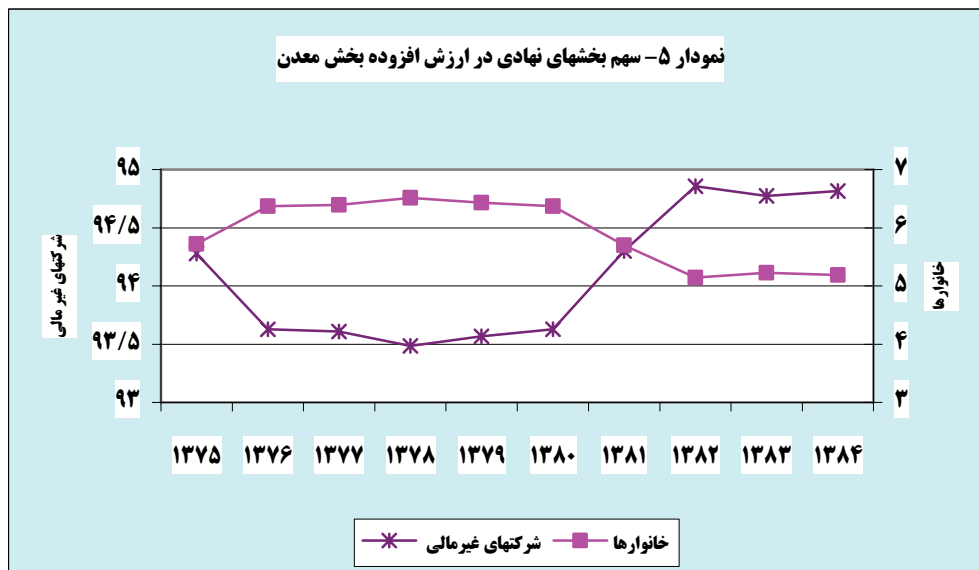 نمودار ۵- سهم بخشهای نهادی در ارزش افزوده بخش معدن
شرکتهای غیر مالی
۹۵
۹۴/۵
۹۴
۹۳/۵
۹۳
۷
۶
۵
۴
۳
خانوارها
۱۳۷۵ ۱۳۷۶ ۱۳۷۷ ۱۳۷۸ ۱۳۷۹ ۱۳۸۰ ۱۳۸۱ ۱۳۸۲ ۱۳۸۳ ۱۳۸۴
خانوارها شرکتهای غیرمالی